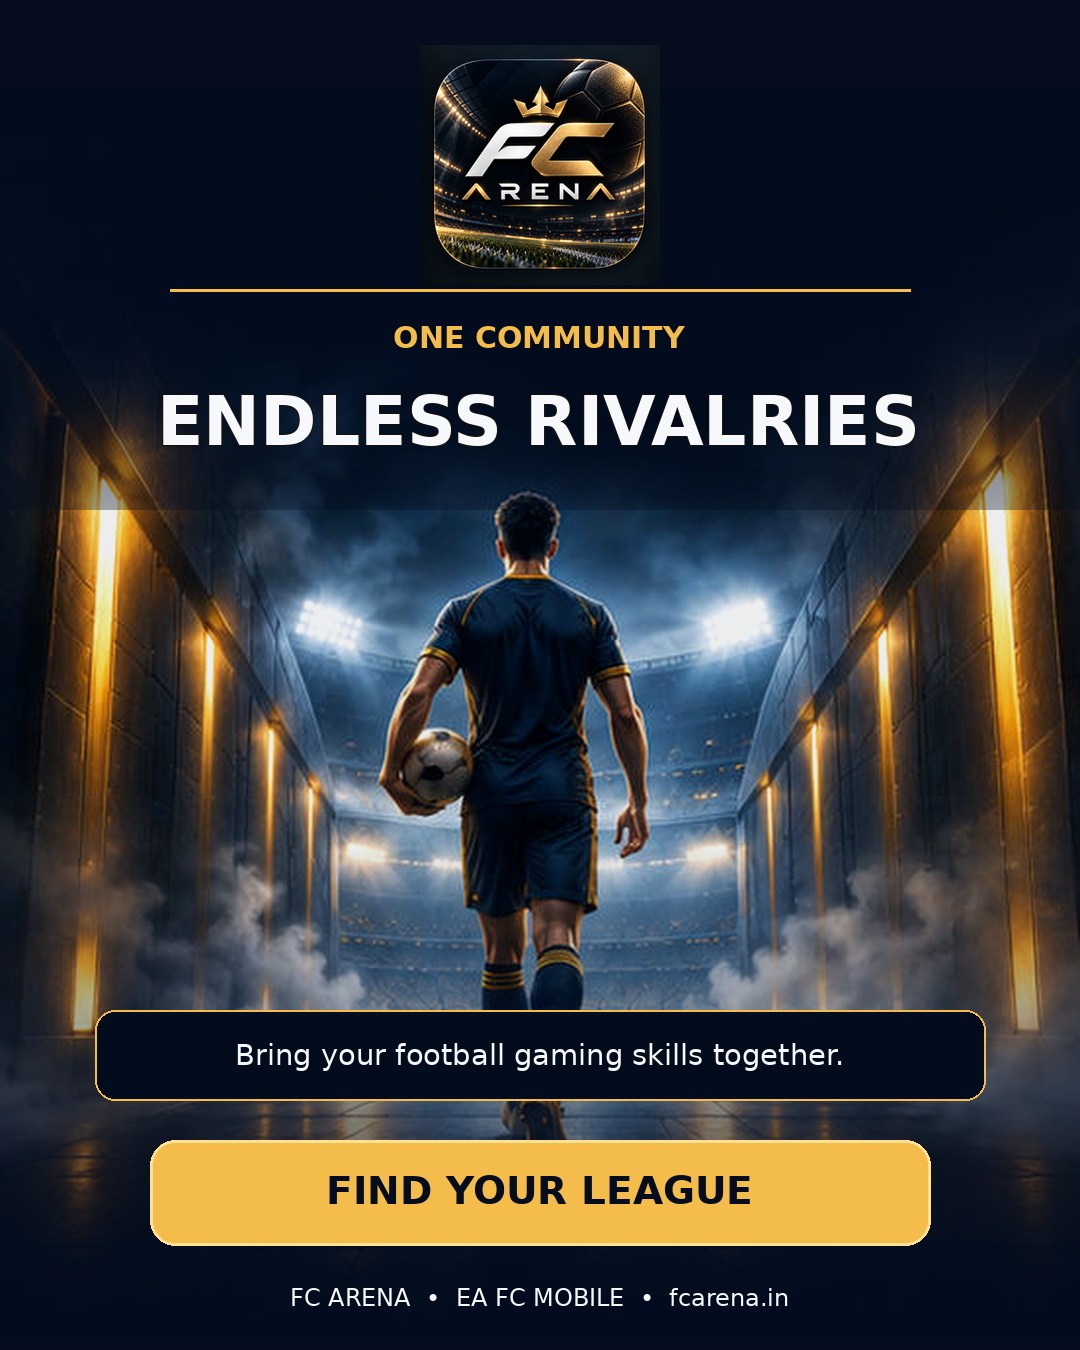 FC
ARENA
ONE COMMUNITY
ENDLESS RIVALRIES
Bring your football gaming skills together.
FIND YOUR LEAGUE
FC ARENA • EA FC MOBILE • fcarena.in